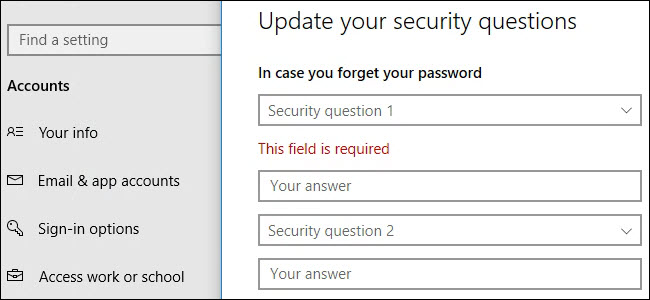 Find a setting
Accounts
Your info
Email & app accounts
Sign-in options
Access work or school
Update your security questions
In case you forget your password
Security question 1
This field is required
Your answer
Security question 2
Your answer